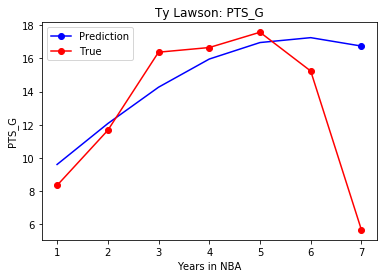 Ty Lawson: PTS_G
Prediction
True
18
16
14
12
10
8
6
PTS_G
1 2 3 4 5 6 7
Years in NBA